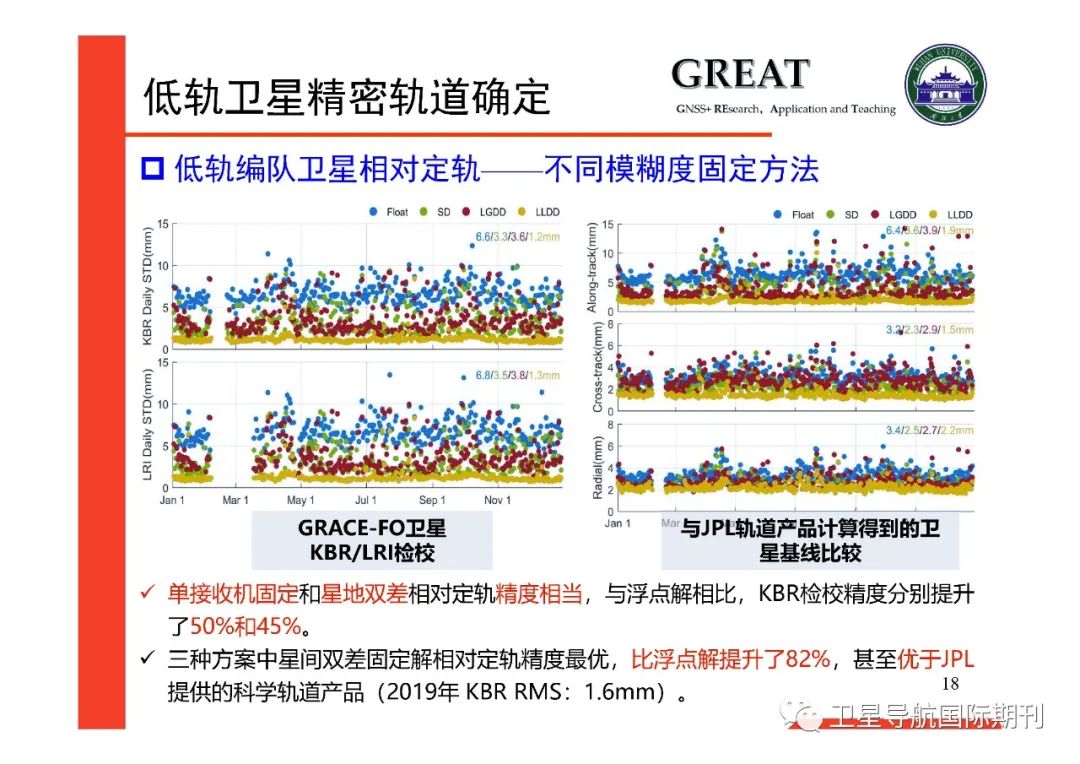 低轨卫星精密轨道确定
GREAT
GNSS+ REsearch, Application and Teaching
WUHAN UNIVERSITY
低轨编队卫星相对定轨——不同模糊度固定方法
Float SD LGDD LLDD
6.6/3.3/3.6/1.2mm
KBR Daily STD(mm)
15
10
5
0
6.8/3.5/3.8/1.3mm
LRI Daily STD(mm)
15
10
5
0
Jan 1 Mar 1 May 1 Jul 1 Sep 1 Nov 1
GRACE-FO卫星
KBR/LRI检校
Float SD LGDD LLDD
6.4/3.6/3.9/1.9mm
Along-track(mm)
15
10
5
0
3.2/2.3/2.9/1.5mm
Cross-track(mm)
8
6
4
2
0
3.4/2.5/2.7/2.2mm
Radial(mm)
8
6
4
2
0
Jan 1 Mar
与JPL轨道产品计算得到的卫
星基线比较
✓ 单接收机固定和星地双差相对定轨精度相当，与浮点解相比，KBR检校精度分别提升
了50%和45%。
✓ 三种方案中星间双差固定解相对定轨精度最优，比浮点解提升了82%，甚至优于JPL
提供的科学轨道产品（2019年 KBR RMS：1.6mm）。
18
卫星导航国际期刊